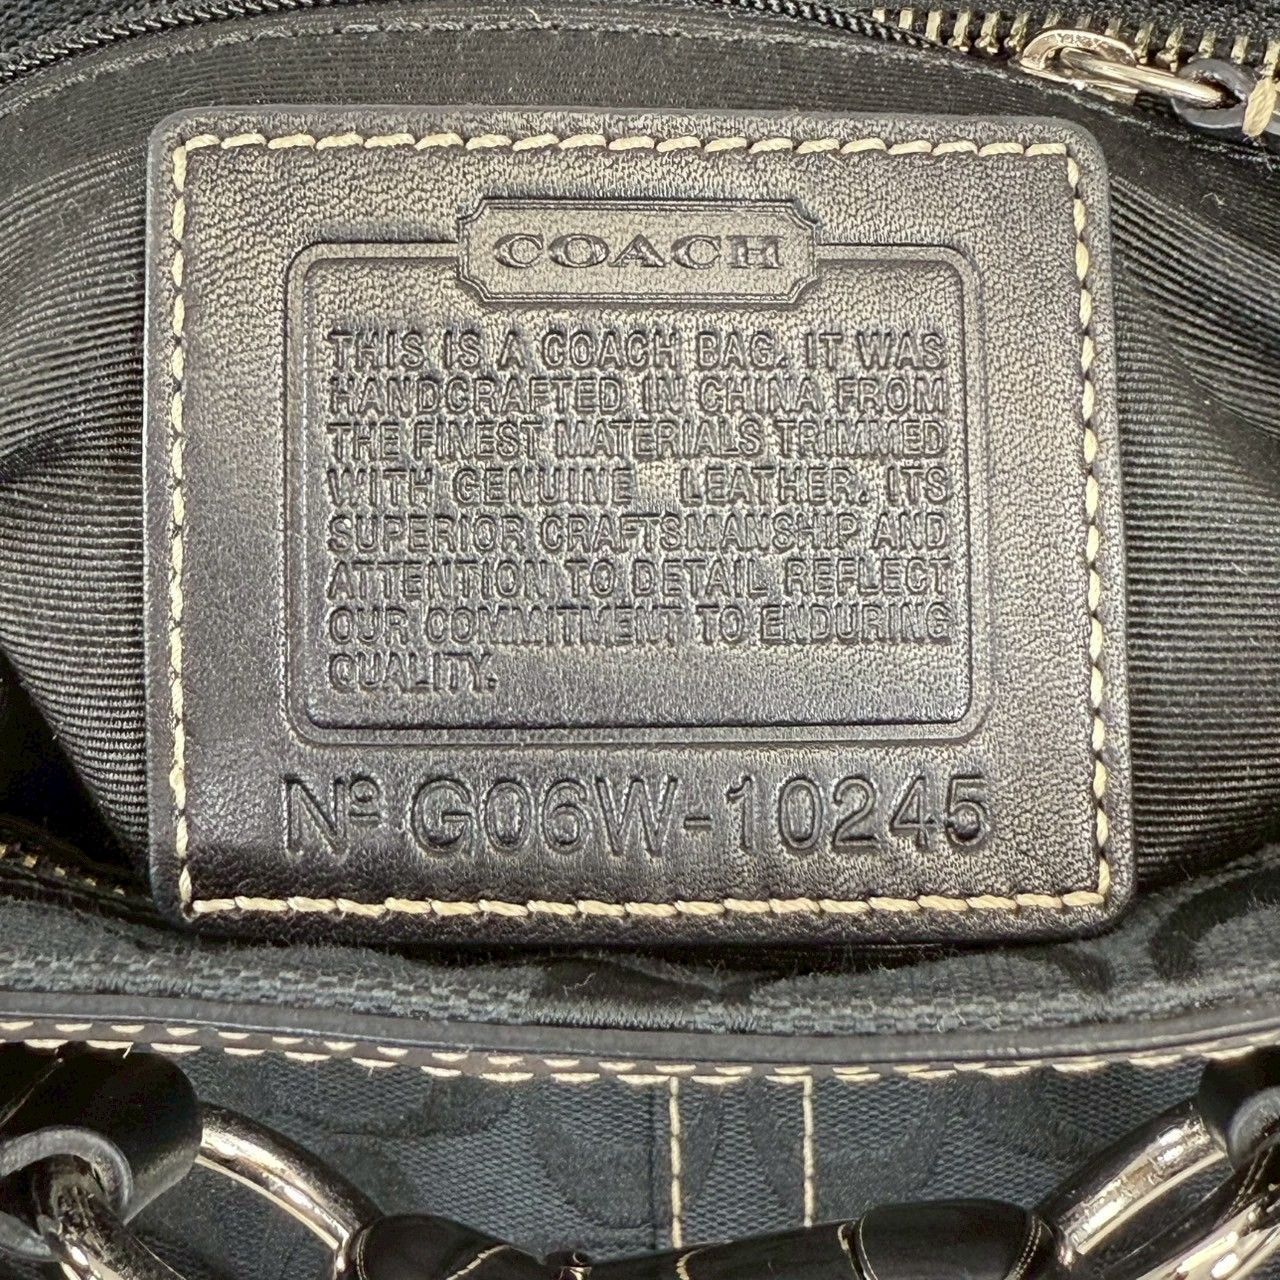 COACH
THIS IS A COACH BAG. IT WAS
HANDCRAFTED IN CHINA FROM
THE FINEST MATERIALS TRIMMED
WITH GENUINE LEATHER. ITS
SUPERIOR CRAFTSMANSHIP AND
ATTENTION TO DETAIL REFLECT
OUR COMMITMENT TO ENDURING
QUALITY.
Nº G06W-10245